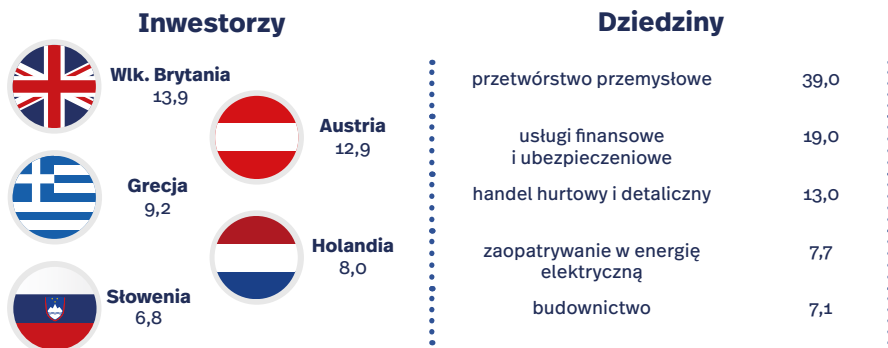 Inwestorzy
Wlk. Brytania
13,9
Austria
12,9
Grecja
9,2
Holandia
8,0
Słowenia
6,8
Dziedziny
przetwórstwo przemysłowe 39,0
usługi finansowe
i ubezpieczeniowe 19,0
handel hurtowy i detaliczny 13,0
zaopatrywanie w energię
elektryczną 7,7
budownictwo 7,1